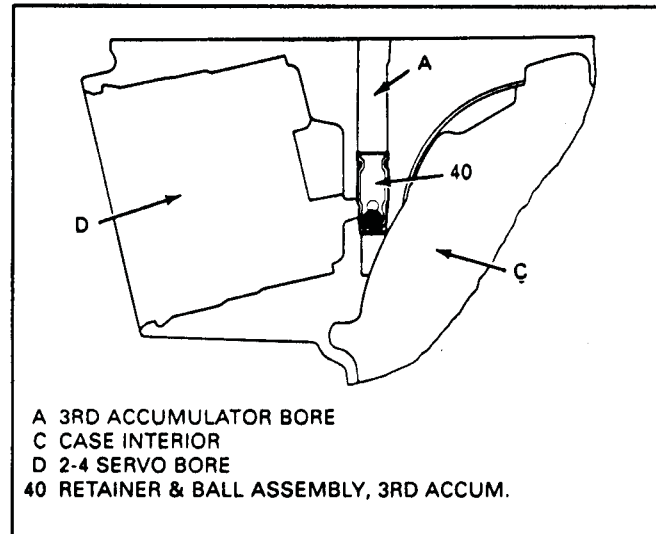 A
40
D
C
A 3RD ACCUMULATOR BORE
C CASE INTERIOR
D 2-4 SERVO BORE
40 RETAINER & BALL ASSEMBLY, 3RD ACCUM.